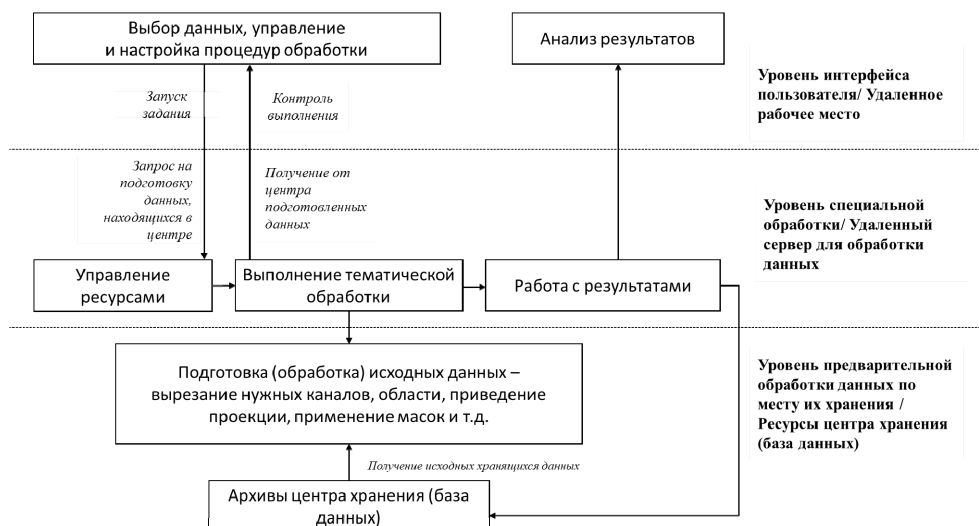 Выбор данных, управление
и настройка процедур обработки
Анализ результатов
Запуск
задания
Контроль
выполнения
Уровень интерфейса
пользователя/ Удаленное
рабочее место
Запрос на
подготовку
данных,
находящихся в
центре
Получение от
центра
подготовленных
данных
Уровень специальной
обработки/ Удаленный
сервер для обработки
данных
Управление
ресурсами
Выполнение тематической
обработки
Работа с результатами
Подготовка (обработка) исходных данных –
вырезание нужных каналов, области, приведение
проекции, применение масок и т.д.
Уровень предварительной
обработки данных по
месту их хранения /
Ресурсы центра хранения
(база данных)
Получение исходных хранящихся данных
Архивы центра хранения (база
данных)